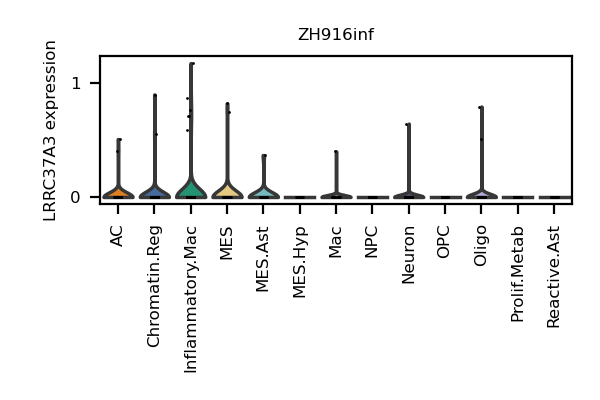 ZH916inf
LRRC37A3 expression
1
0
AC
Chromatin.Reg
Inflammatory.Mac
MES
MES.Ast
MES.Hyp
Mac
NPC
Neuron
OPC
Oligo
Prolif.Metab
Reactive.Ast